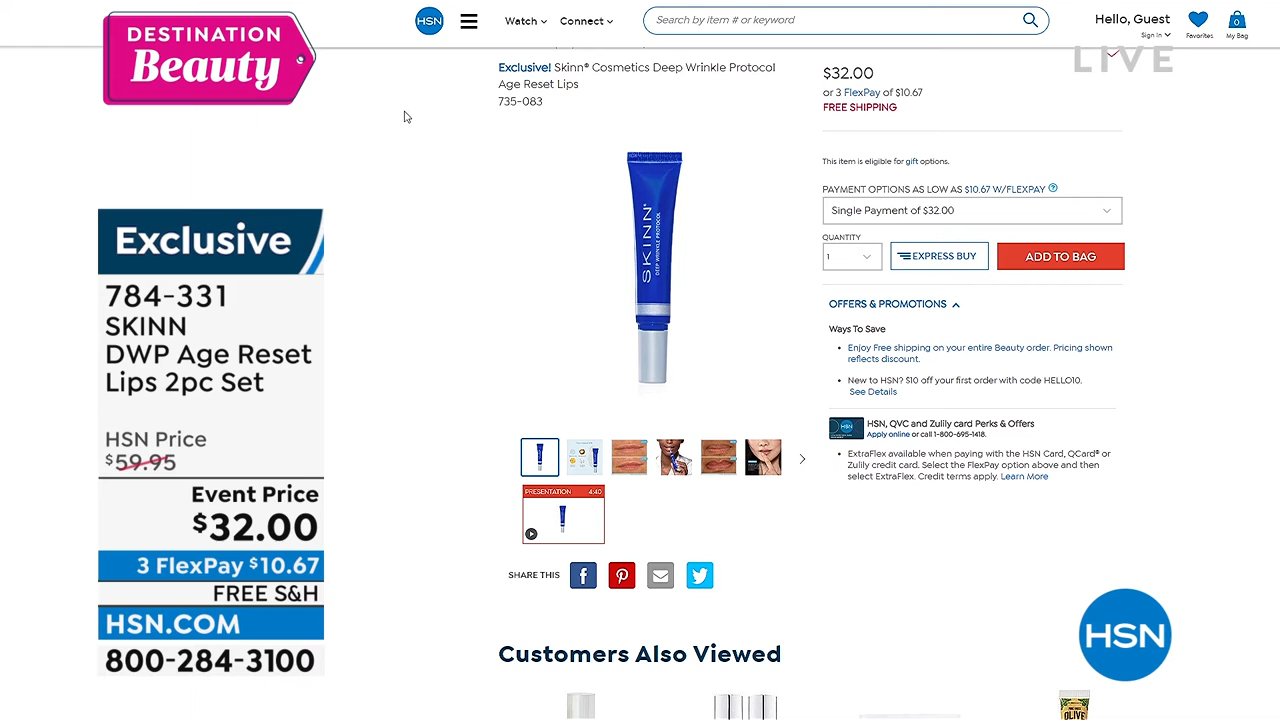 DESTINATION
Beauty
HSN
Watch
Connect
Search by item # or keyword
Hello, Guest
Sign In
Favorites
0
My Bag
LIVE
Exclusive! Skinn® Cosmetics Deep Wrinkle Protocol
Age Reset Lips
735-083
SKINN®
DEEP WRINKLE PROTOCOL
PRESENTATION 4:40
SHARE THIS
$32.00
or 3 FlexPay of $10.67
FREE SHIPPING
This item is eligible for gift options.
PAYMENT OPTIONS AS LOW AS $10.67 W/FLEXPAY ?
Single Payment of $32.00
QUANTITY
1
EXPRESS BUY
ADD TO BAG
OFFERS & PROMOTIONS
Ways To Save
• Enjoy Free shipping on your entire Beauty order. Pricing shown
reflects discount.
• New to HSN? $10 off your first order with code HELLO10.
See Details
HSN
HSN, QVC and Zulily card Perks & Offers
Apply online or call 1-800-695-1418.
• ExtraFlex available when paying with the HSN Card, QCard® or
Zulily credit card. Select the FlexPay option above and then
select ExtraFlex. Credit terms apply. Learn More
Exclusive
784-331
SKINN
DWP Age Reset
Lips 2pc Set
HSN Price
$59.95
Event Price
$32.00
3 FlexPay $10.67
FREE S&H
HSN.COM
800-284-3100
Customers Also Viewed
OLIVE
HSN